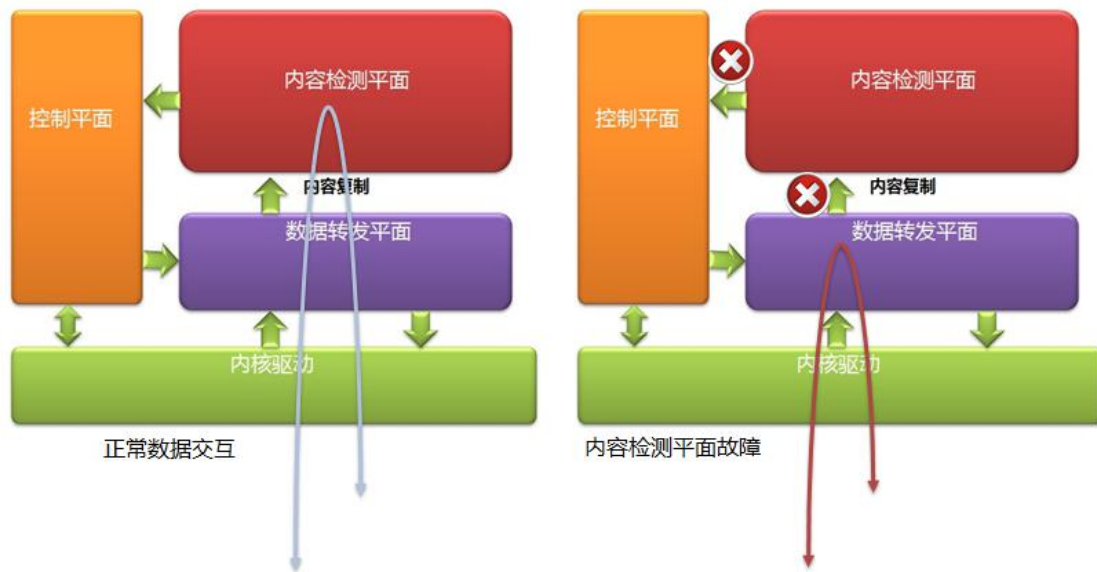 内容检测平面
控制平面
内容复制
数据转发平面
内核驱动
正常数据交互
内容检测平面
控制平面
内容复制
数据转发平面
内核驱动
内容检测平面故障